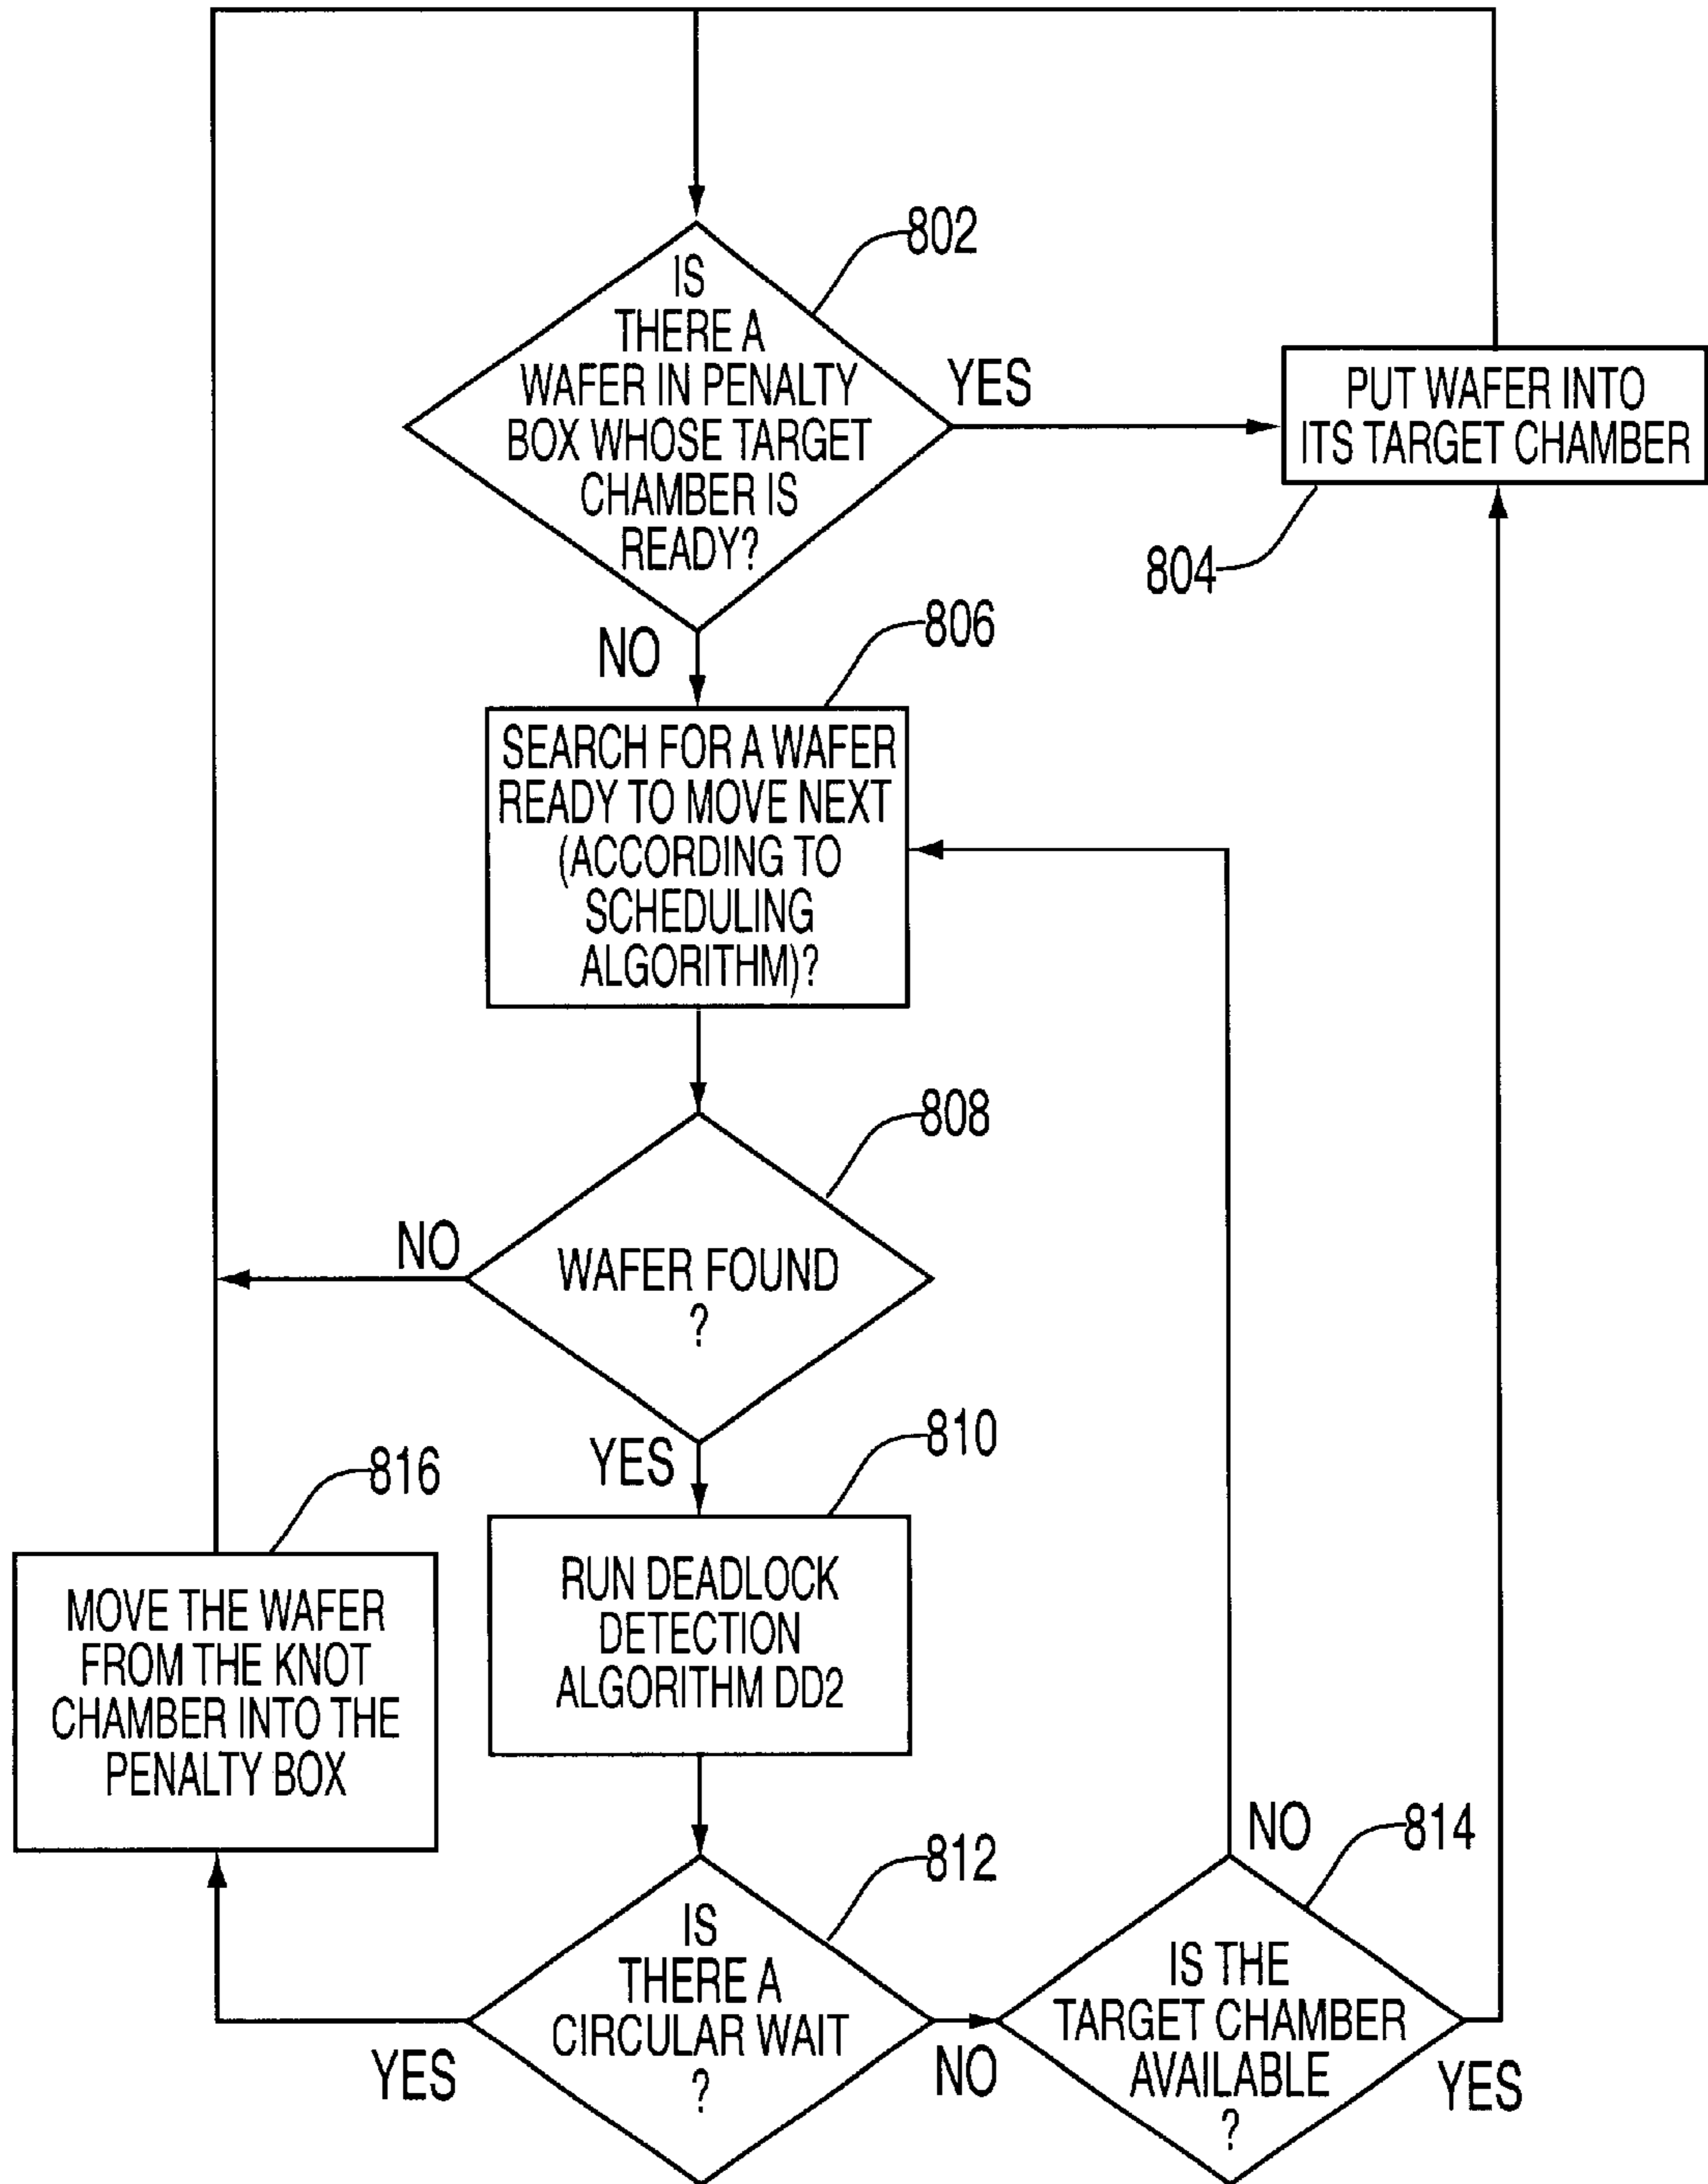 802
IS
THERE A
WAFER IN PENALTY
BOX WHOSE TARGET
CHAMBER IS
READY?
YES
PUT WAFER INTO
ITS TARGET CHAMBER
804
NO
806
SEARCH FOR A WAFER
READY TO MOVE NEXT
(ACCORDING TO
SCHEDULING
ALGORITHM)?
808
NO
WAFER FOUND
?
YES
810
816
RUN DEADLOCK
DETECTION
ALGORITHM DD2
MOVE THE WAFER
FROM THE KNOT
CHAMBER INTO THE
PENALTY BOX
812
IS
THERE A
CIRCULAR WAIT
?
YES
NO
NO
814
IS THE
TARGET CHAMBER
AVAILABLE
?
YES